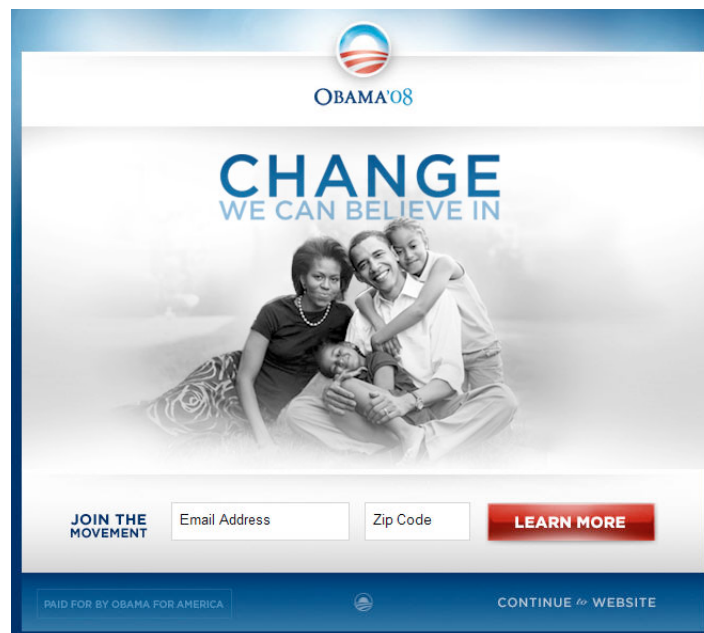 OBAMA'08
CHANGE
WE CAN BELIEVE IN
JOIN THE
MOVEMENT
Email Address
Zip Code
LEARN MORE
PAID FOR BY OBAMA FOR AMERICA
CONTINUE to WEBSITE